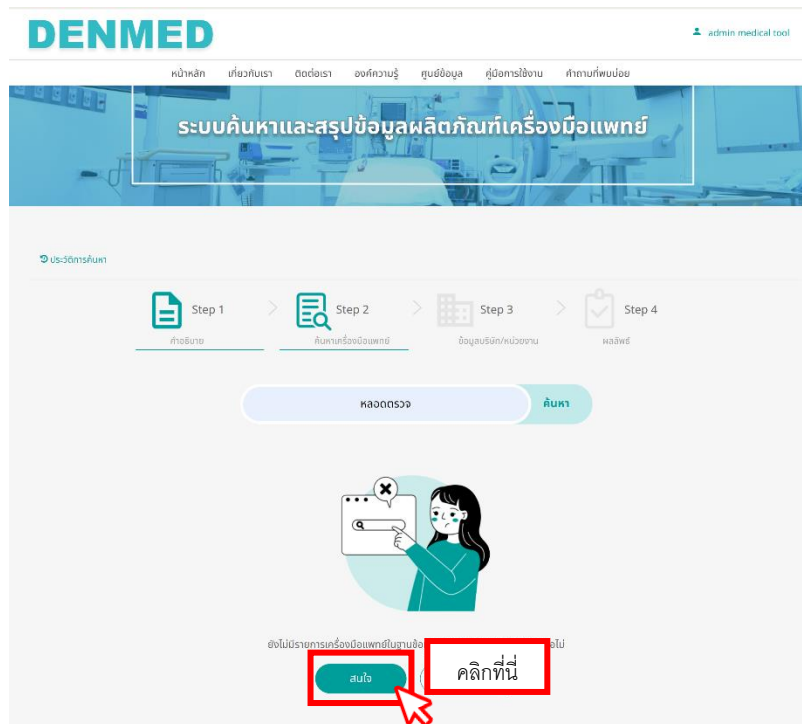 DENMED
admin medical tool
หน้าหลัก เกี่ยวกับเรา ติดต่อเรา องค์ความรู้ ศูนย์ข้อมูล คู่มือการใช้งาน คำถามที่พบบ่อย
ระบบค้นหาและสรุปข้อมูลผลิตภัณฑ์เครื่องมือแพทย์
ประวัติการค้นหา
Step 1 Step 2 Step 3 Step 4
คำอธิบาย ค้นหาเครื่องมือแพทย์ ข้อมูลบริษัท/หน่วยงาน ผลลัพธ์
หลอดตรวจ ค้นหา
ยังไม่มีรายการเครื่องมือแพทย์ในฐานข้อ
สนใจ คลิกที่นี่